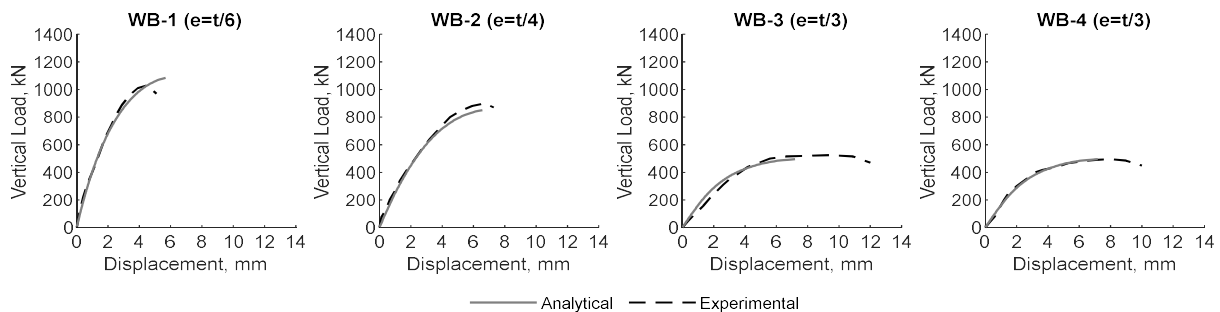 WB-1 (e=t/6)
1400
1200
1000
800
600
400
200
0
Vertical Load, kN
0 2 4 6 8 10 12 14
Displacement, mm
WB-2 (e=t/4)
1400
1200
1000
800
600
400
200
0
Vertical Load, kN
0 2 4 6 8 10 12 14
Displacement, mm
WB-3 (e=t/3)
1400
1200
1000
800
600
400
200
0
Vertical Load, kN
0 2 4 6 8 10 12 14
Displacement, mm
WB-4 (e=t/3)
1400
1200
1000
800
600
400
200
0
Vertical Load, kN
0 2 4 6 8 10 12 14
Displacement, mm
Analytical Experimental